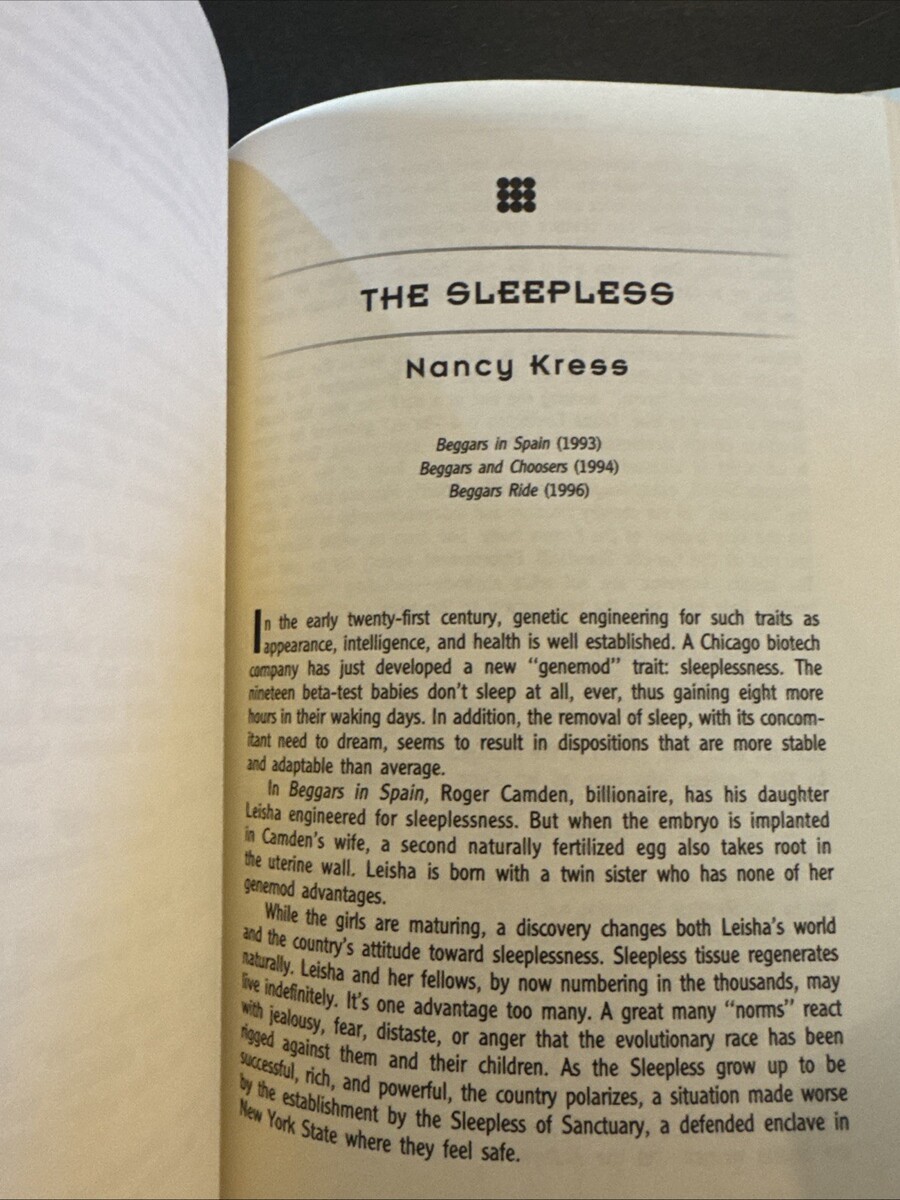 THE SLEEPLESS
Nancy Kress
Beggars in Spain (1993)
Beggars and Choosers (1994)
Beggars Ride (1996)
In the early twenty-first century, genetic engineering for such traits as
appearance, intelligence, and health is well established. A Chicago biotech
company has just developed a new “genemod” trait: sleeplessness. The
nineteen beta-test babies don’t sleep at all, ever, thus gaining eight more
hours in their waking days. In addition, the removal of sleep, with its concom-
itant need to dream, seems to result in dispositions that are more stable
and adaptable than average.
In Beggars in Spain, Roger Camden, billionaire, has his daughter
Leisha engineered for sleeplessness. But when the embryo is implanted
in Camden’s wife, a second naturally fertilized egg also takes root in
the uterine wall. Leisha is born with a twin sister who has none of her
genemod advantages.
While the girls are maturing, a discovery changes both Leisha’s world
and the country’s attitude toward sleeplessness. Sleepless tissue regenerates
naturally. Leisha and her fellows, by now numbering in the thousands, may
live indefinitely. It’s one advantage too many. A great many “norms” react
with jealousy, fear, distaste, or anger that the evolutionary race has been
rigged against them and their children. As the Sleepless grow up to be
successful, rich, and powerful, the country polarizes, a situation made worse
by the establishment by the Sleepless of Sanctuary, a defended enclave in
New York State where they feel safe.